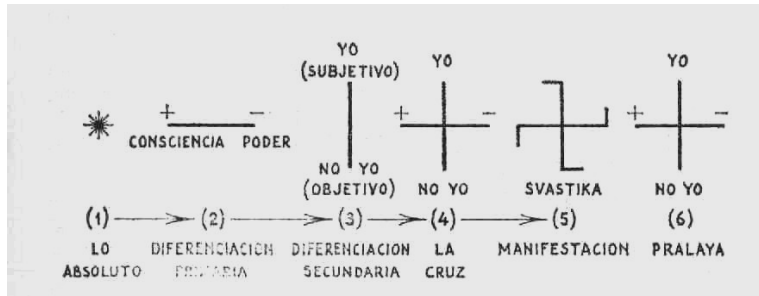 YO
(SUBJETIVO)
YO
YO
+ -
+ -
+ -
CONSCIENCIA PODER
NO YO
(OBJETIVO)
NO YO
SVASTIKA
NO YO
(1) (2) (3) (4) (5) (6)
LO DIFERENCIACION DIFERENCIACION LA MANIFESTACION PRALAYA
ABSOLUTO PRIMARIA SECUNDARIA CRUZ